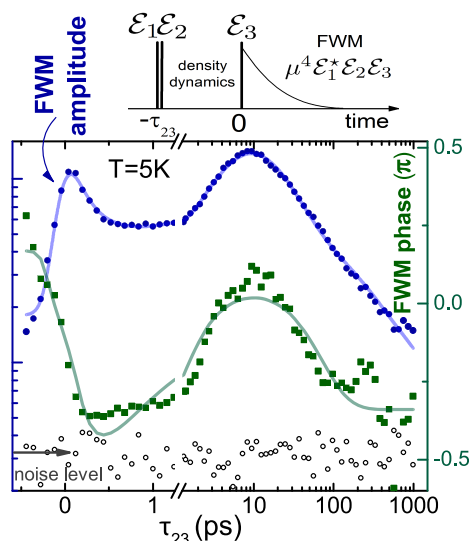 ℰ₁ℰ₂ ℰ₃
FWM
μ⁴ℰ₁*ℰ₂ℰ₃
density
dynamics
-τ₂₃ 0 time
FWM
amplitude
T=5K
0.5
0.0
-0.5
FWM phase (π)
noise level
0 1 10 100 1000
τ₂₃ (ps)